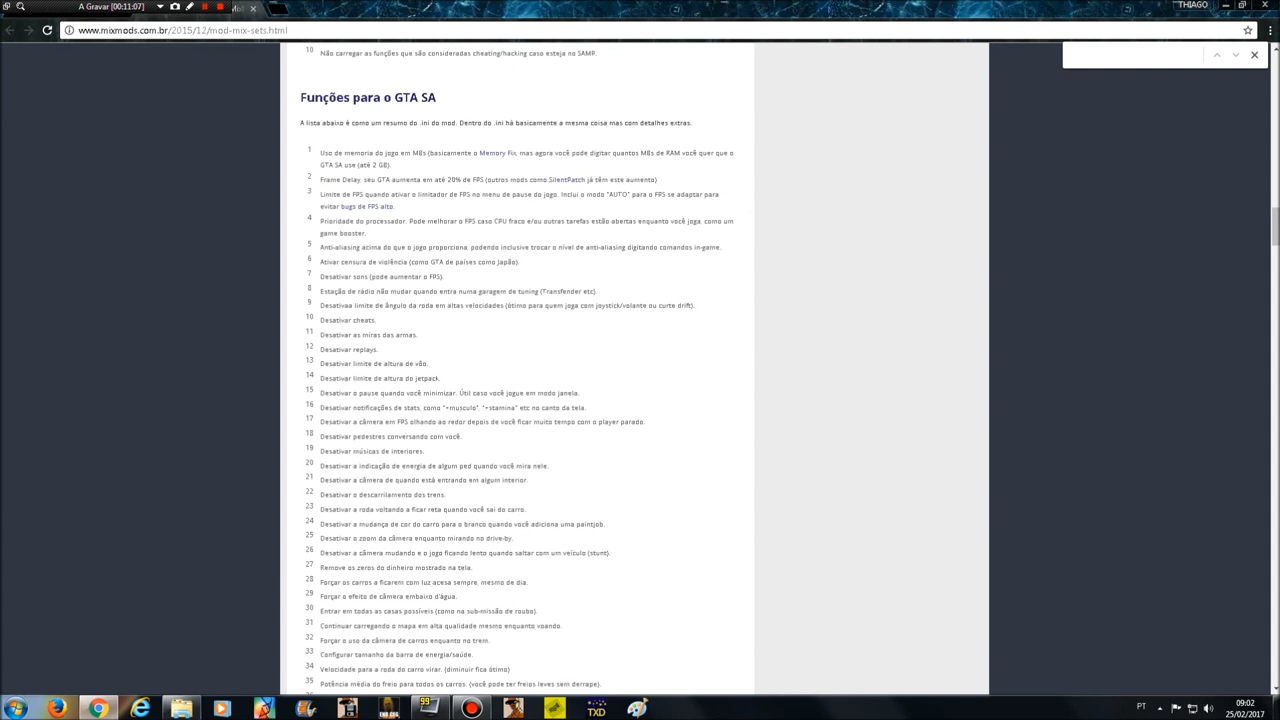 A Gravar [00:11:07]
THIAGO
www.mixmods.com.br/2015/12/mod-mix-sets.html
10 Não carregar as funções que são consideradas cheating/hacking caso esteja no SAMP.
Funções para o GTA SA
A lista abaixo é como um resumo do .ini do mod. Dentro do .ini há basicamente a mesma coisa mas com detalhes extras.
1 Uso de memoria do jogo em MBs (basicamente o Memory Fix, mas agora você pode digitar quantos MBs de RAM você quer que o
GTA SA use (até 2 GB).
2 Frame Delay, seu GTA aumenta em até 20% de FPS (outros mods como SilentPatch já têm este aumento)
3 Limite de FPS quando ativar o limitador de FPS no menu de pause do jogo. Inclui o modo "AUTO" para o FPS se adaptar para
evitar bugs de FPS alto.
4 Prioridade do processador. Pode melhorar o FPS caso CPU fraco e/ou outras tarefas estão abertas enquanto você joga, como um
game booster.
5 Anti-aliasing acima do que o jogo proporciona, podendo inclusive trocar o nível de anti-aliasing digitando comandos in-game.
6 Ativar censura de violência (como GTA de países como Japão).
7 Desativar sons (pode aumentar o FPS).
8 Estação de rádio não mudar quando entra numa garagem de tuning (Transfender etc).
9 Desativaa limite de ângulo da roda em altas velocidades (ótimo para quem joga com joystick/volante ou curte drift).
10 Desativar cheats.
11 Desativar as miras das armas.
12 Desativar replays.
13 Desativar limite de altura de vôo.
14 Desativar limite de altura do jetpack.
15 Desativar o pause quando você minimizar. Útil caso você jogue em modo janela.
16 Desativar notificações de stats, como "+musculo", "+stamina" etc no canto da tela.
17 Desativar a câmera em FPS olhando ao redor depois de você ficar muito tempo com o player parado.
18 Desativar pedestres conversando com você.
19 Desativar músicas de interiores.
20 Desativar a indicação de energia de algum ped quando você mira nele.
21 Desativar a câmera de quando está entrando em algum interior.
22 Desativar o descarrilamento dos trens.
23 Desativar a roda voltando a ficar reta quando você sai do carro.
24 Desativar a mudança de cor do carro para o branco quando você adiciona uma paintjob.
25 Desativar o zoom da câmera enquanto mirando no drive-by.
26 Desativar a câmera mudando e o jogo ficando lento quando saltar com um veículo (stunt).
27 Remove os zeros do dinheiro mostrado na tela.
28 Forçar os carros a ficarem com luz acesa sempre, mesmo de dia.
29 Forçar o efeito de câmera embaixo d'água.
30 Entrar em todas as casas possíveis (como na sub-missão de roubo).
31 Continuar carregando o mapa em alta qualidade mesmo enquanto voando.
32 Forçar o uso da câmera de carros enquanto no trem.
33 Configurar tamanho da barra de energia/saúde.
34 Velocidade para a roda do carro virar. (diminuir fica ótimo)
35 Potência média do freio para todos os carros. (você pode ter freios leves sem derrape).
99
TXD
PT
09:02
25/02/2017